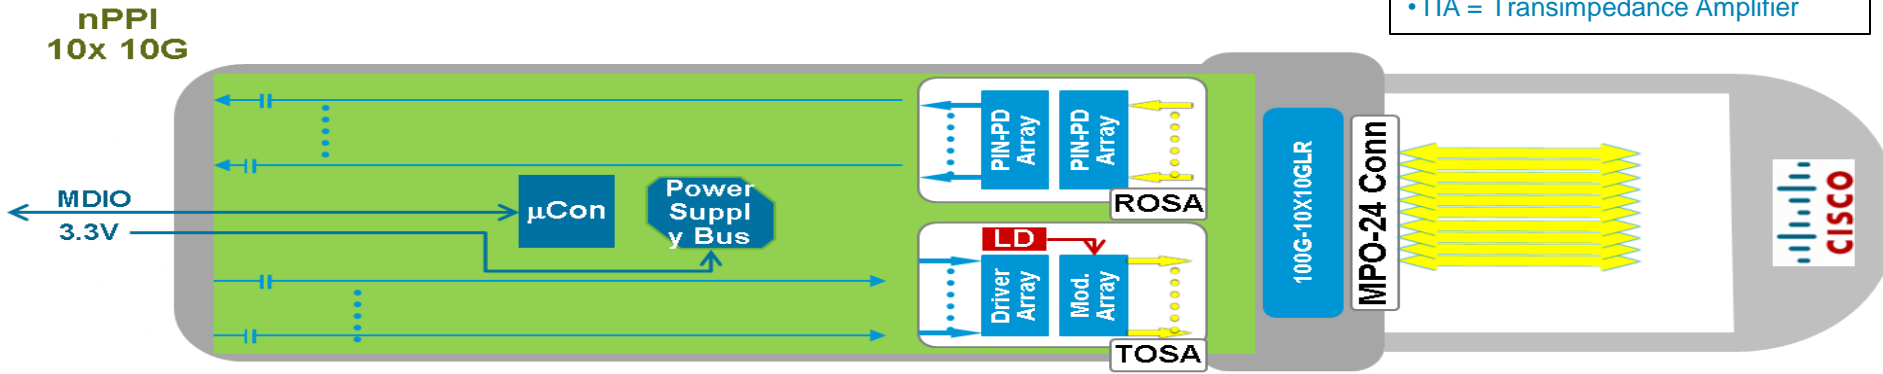 nPPI
10x 10G
• TIA = Transimpedance Amplifier
MDIO
3.3V
µCon
Power
Suppl
y Bus
PIN-PD
Array
PIN-PD
Array
ROSA
LD
Driver
Array
Mod.
Array
TOSA
100G-10X10GLR
MPO-24 Conn
CISCO